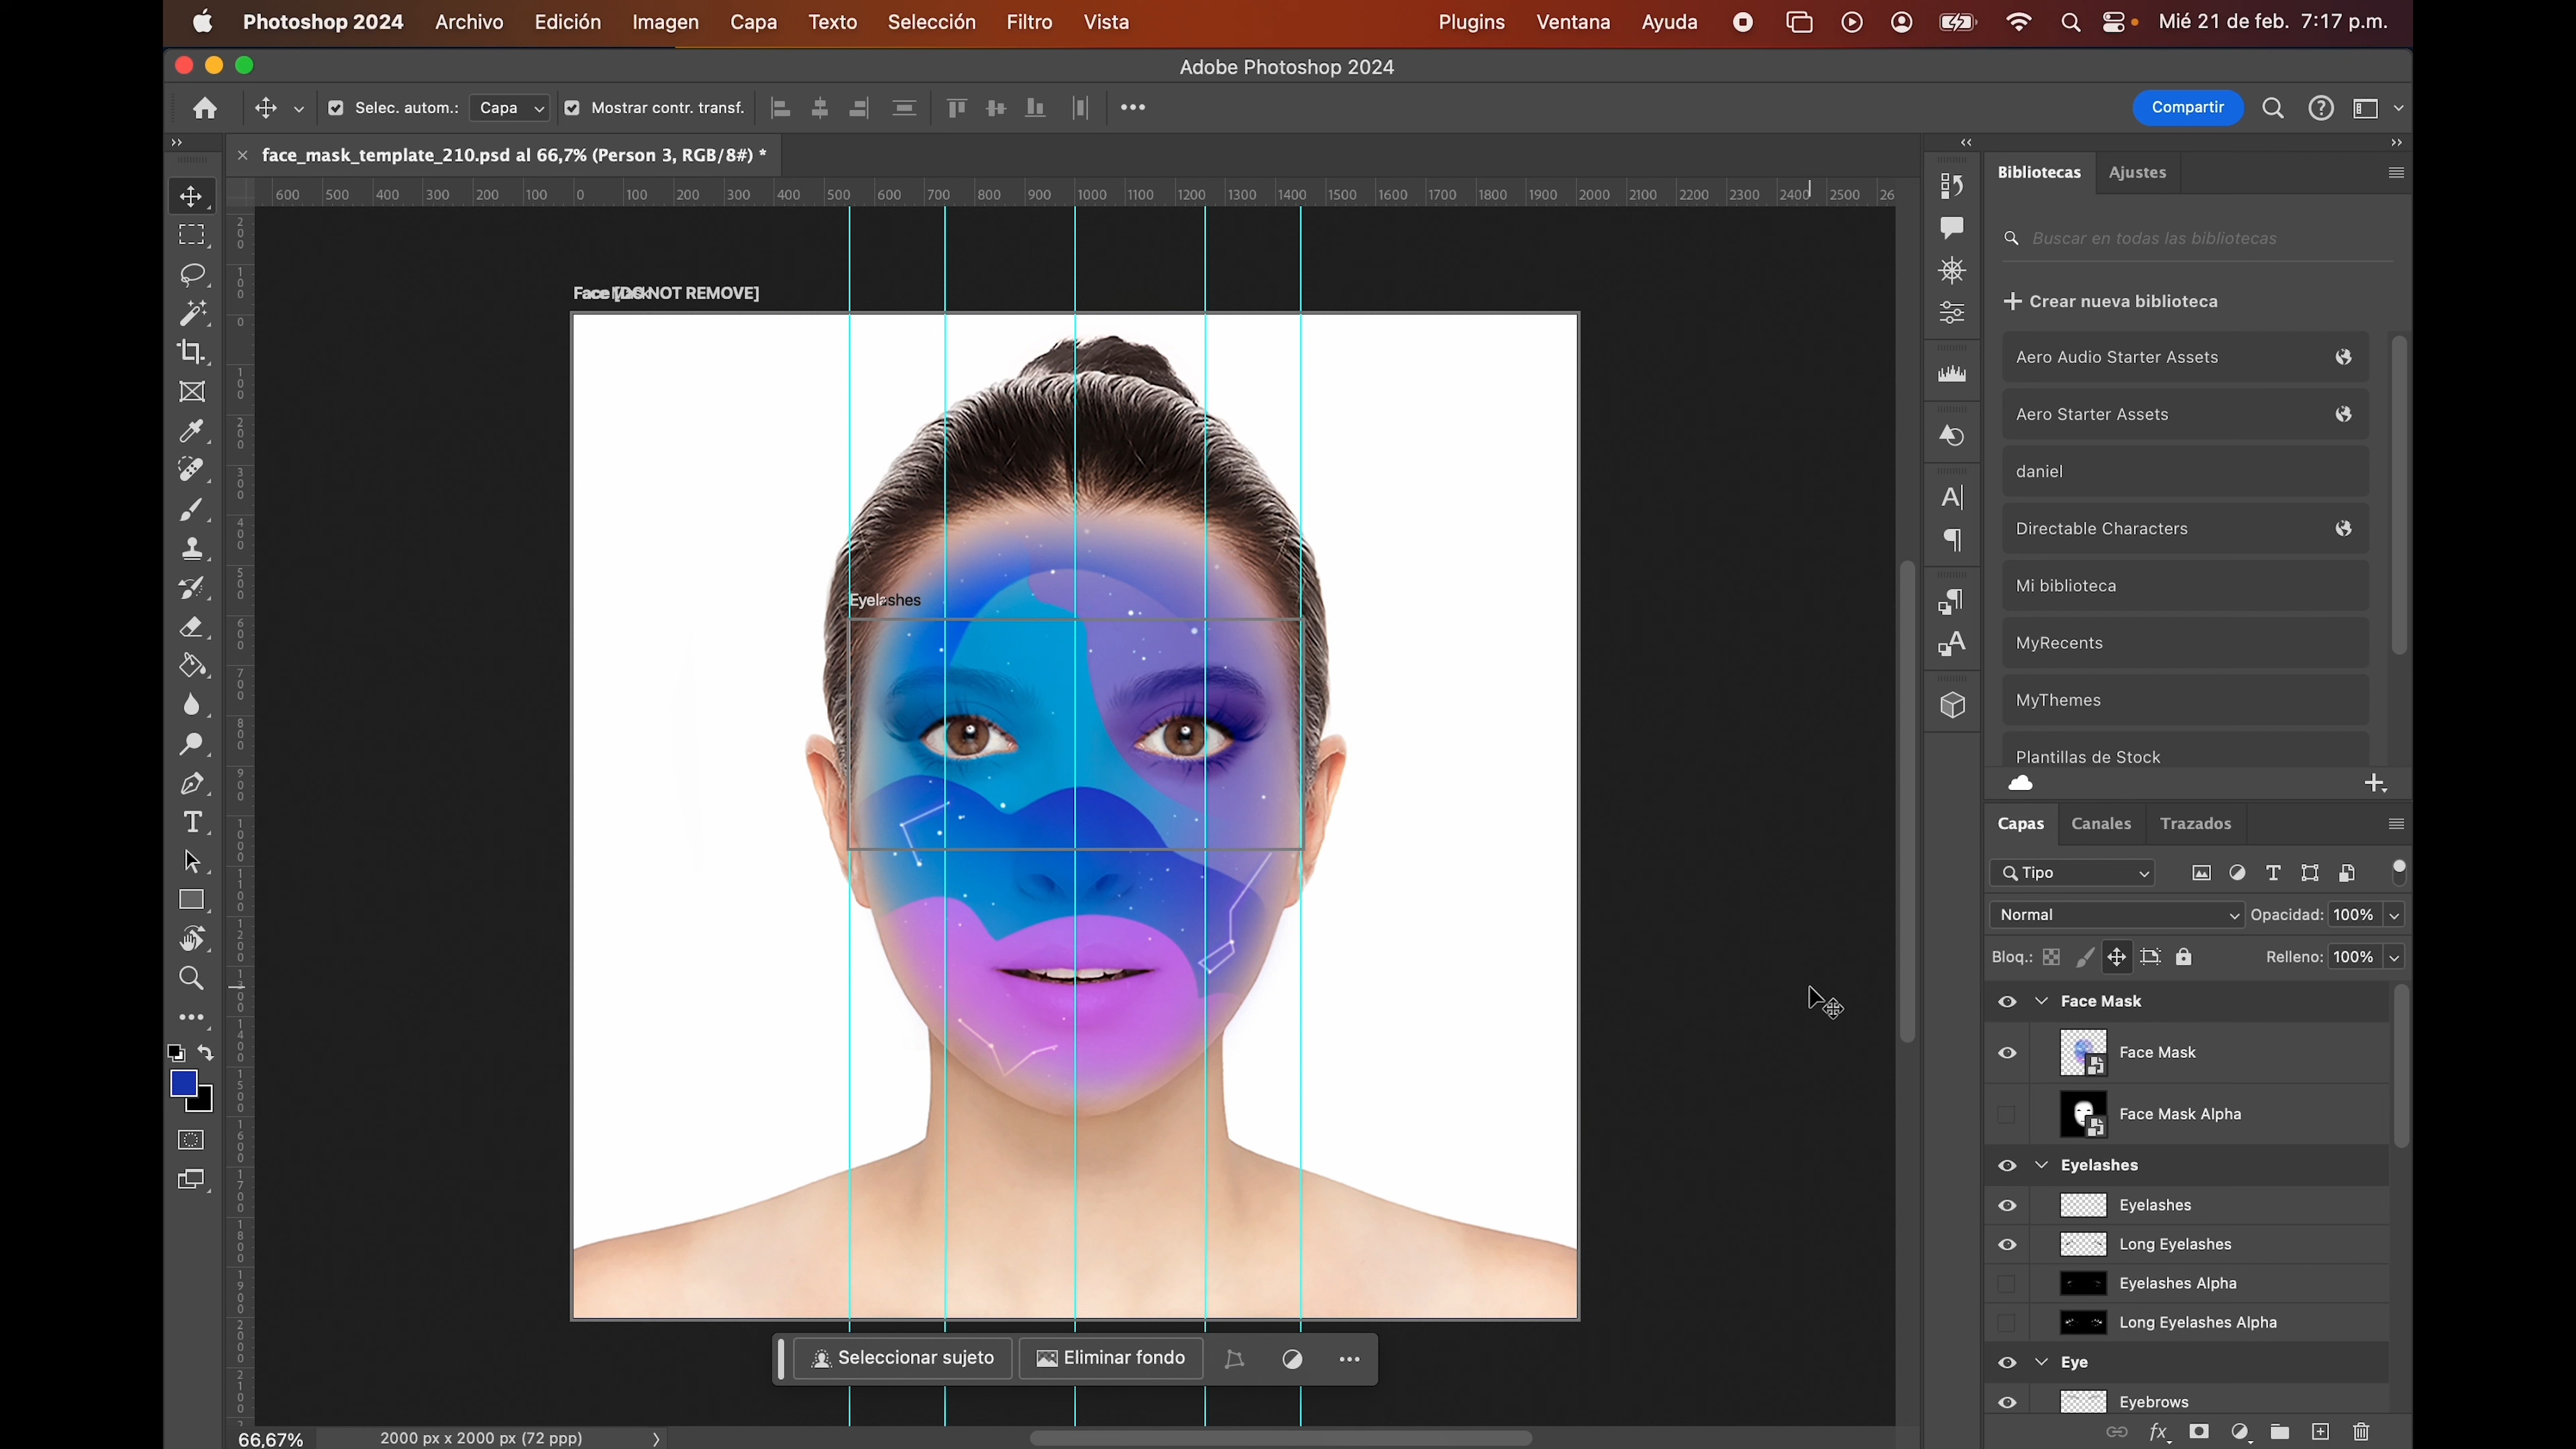 Photoshop 2024 Archivo Edición Imagen Capa Texto Selección Filtro Vista Plugins Ventana Ayuda Mié 21 de feb. 7:17 p.m.
Adobe Photoshop 2024
Selec. autom.: Capa Mostrar contr. transf. Compartir
face_mask_template_210.psd al 66,7% (Person 3, RGB/8#) *
600 500 400 300 200 100 0 100 200 300 400 500 600 700 800 900 1000 1100 1200 1300 1400 1500 1600 1700 1800 1900 2000 2100 2200 2300 2400 2500 26
Face [DO NOT REMOVE]
Eyelashes
Seleccionar sujeto Eliminar fondo
66,67% 2000 px x 2000 px (72 ppp)
Bibliotecas Ajustes
Buscar en todas las bibliotecas
Crear nueva biblioteca
Aero Audio Starter Assets
Aero Starter Assets
daniel
Directable Characters
Mi biblioteca
MyRecents
MyThemes
Plantillas de Stock
Capas Canales Trazados
Tipo
Normal Opacidad: 100%
Bloq.: Relleno: 100%
Face Mask
Face Mask
Face Mask Alpha
Eyelashes
Eyelashes
Long Eyelashes
Eyelashes Alpha
Long Eyelashes Alpha
Eye
Eyebrows